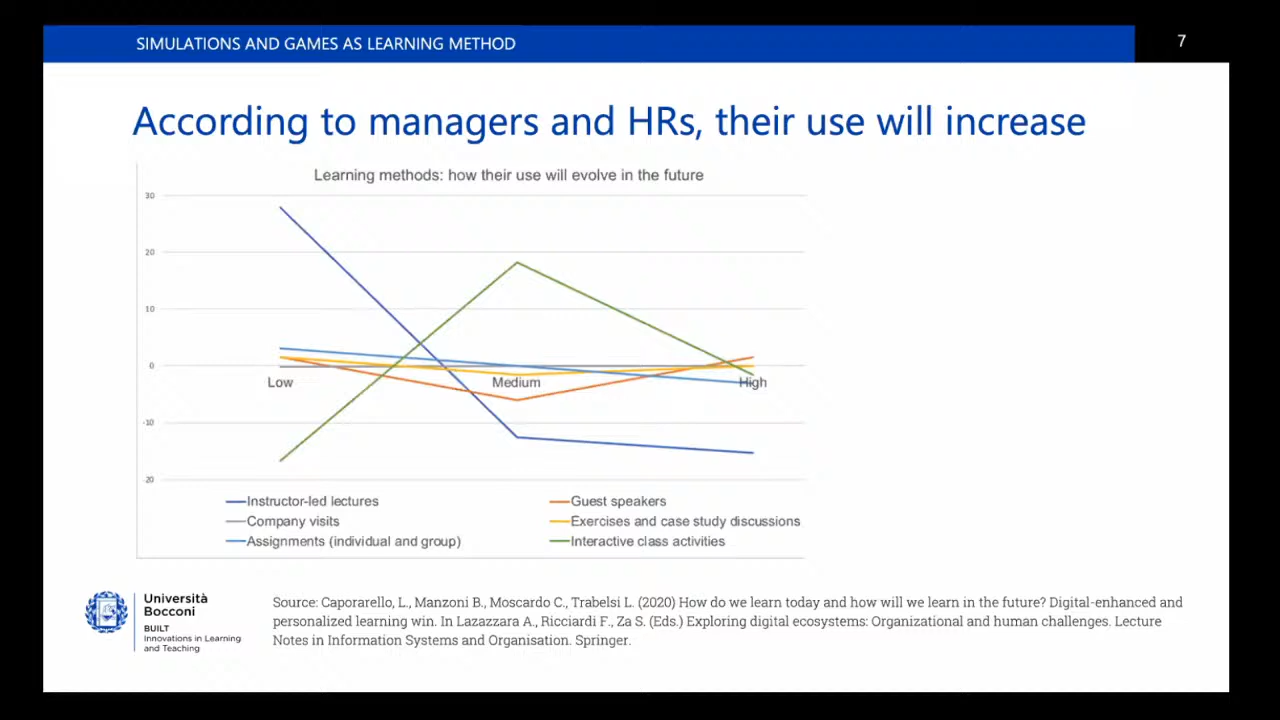 SIMULATIONS AND GAMES AS LEARNING METHOD
7
According to managers and HRs, their use will increase
Learning methods: how their use will evolve in the future
30
20
10
0
Low
Medium
High
-10
-20
Instructor-led lectures
Guest speakers
Company visits
Exercises and case study discussions
Assignments (individual and group)
Interactive class activities
Università
Bocconi
BUILT
Innovations in Learning
and Teaching
Source: Caporarello, L., Manzoni B., Moscardo C., Trabelsi L. (2020) How do we learn today and how will we learn in the future? Digital-enhanced and
personalized learning win. In Lazazzara A., Ricciardi F., Za S. (Eds.) Exploring digital ecosystems: Organizational and human challenges. Lecture
Notes in Information Systems and Organisation. Springer.